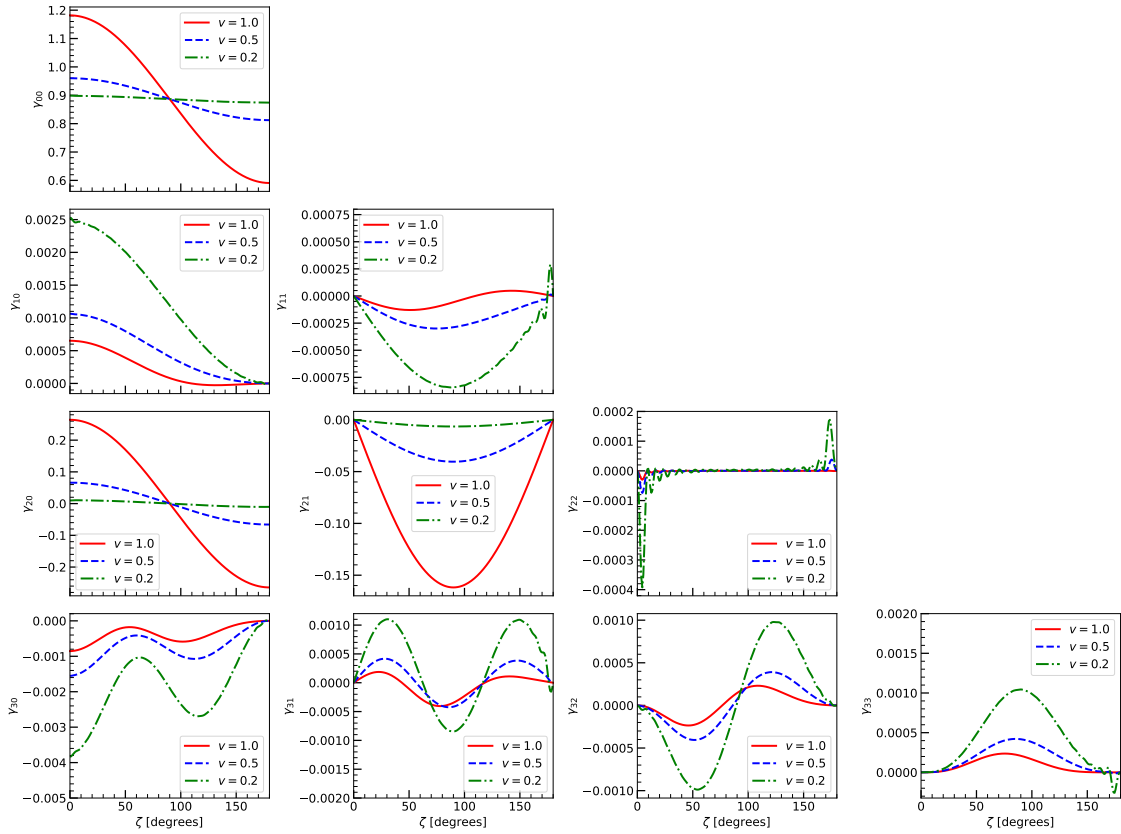 1.2
1.1
1.0
0.9
0.8
0.7
0.6
γ00
v = 1.0
v = 0.5
v = 0.2
0.0025
0.0020
0.0015
0.0010
0.0005
0.0000
γ10
v = 1.0
v = 0.5
v = 0.2
0.00075
0.00050
0.00025
0.00000
−0.00025
−0.00050
−0.00075
γ11
v = 1.0
v = 0.5
v = 0.2
0.2
0.1
0.0
−0.1
−0.2
γ20
v = 1.0
v = 0.5
v = 0.2
0.00
−0.05
−0.10
−0.15
γ21
v = 1.0
v = 0.5
v = 0.2
0.0002
0.0001
0.0000
−0.0001
−0.0002
−0.0003
−0.0004
γ22
v = 1.0
v = 0.5
v = 0.2
0.000
−0.001
−0.002
−0.003
−0.004
−0.005
γ30
v = 1.0
v = 0.5
v = 0.2
0 50 100 150
ζ [degrees]
0.0010
0.0005
0.0000
−0.0005
−0.0010
−0.0015
−0.0020
γ31
v = 1.0
v = 0.5
v = 0.2
0 50 100 150
ζ [degrees]
0.0010
0.0005
0.0000
−0.0005
−0.0010
γ32
v = 1.0
v = 0.5
v = 0.2
0 50 100 150
ζ [degrees]
0.0020
0.0015
0.0010
0.0005
0.0000
γ33
v = 1.0
v = 0.5
v = 0.2
0 50 100 150
ζ [degrees]